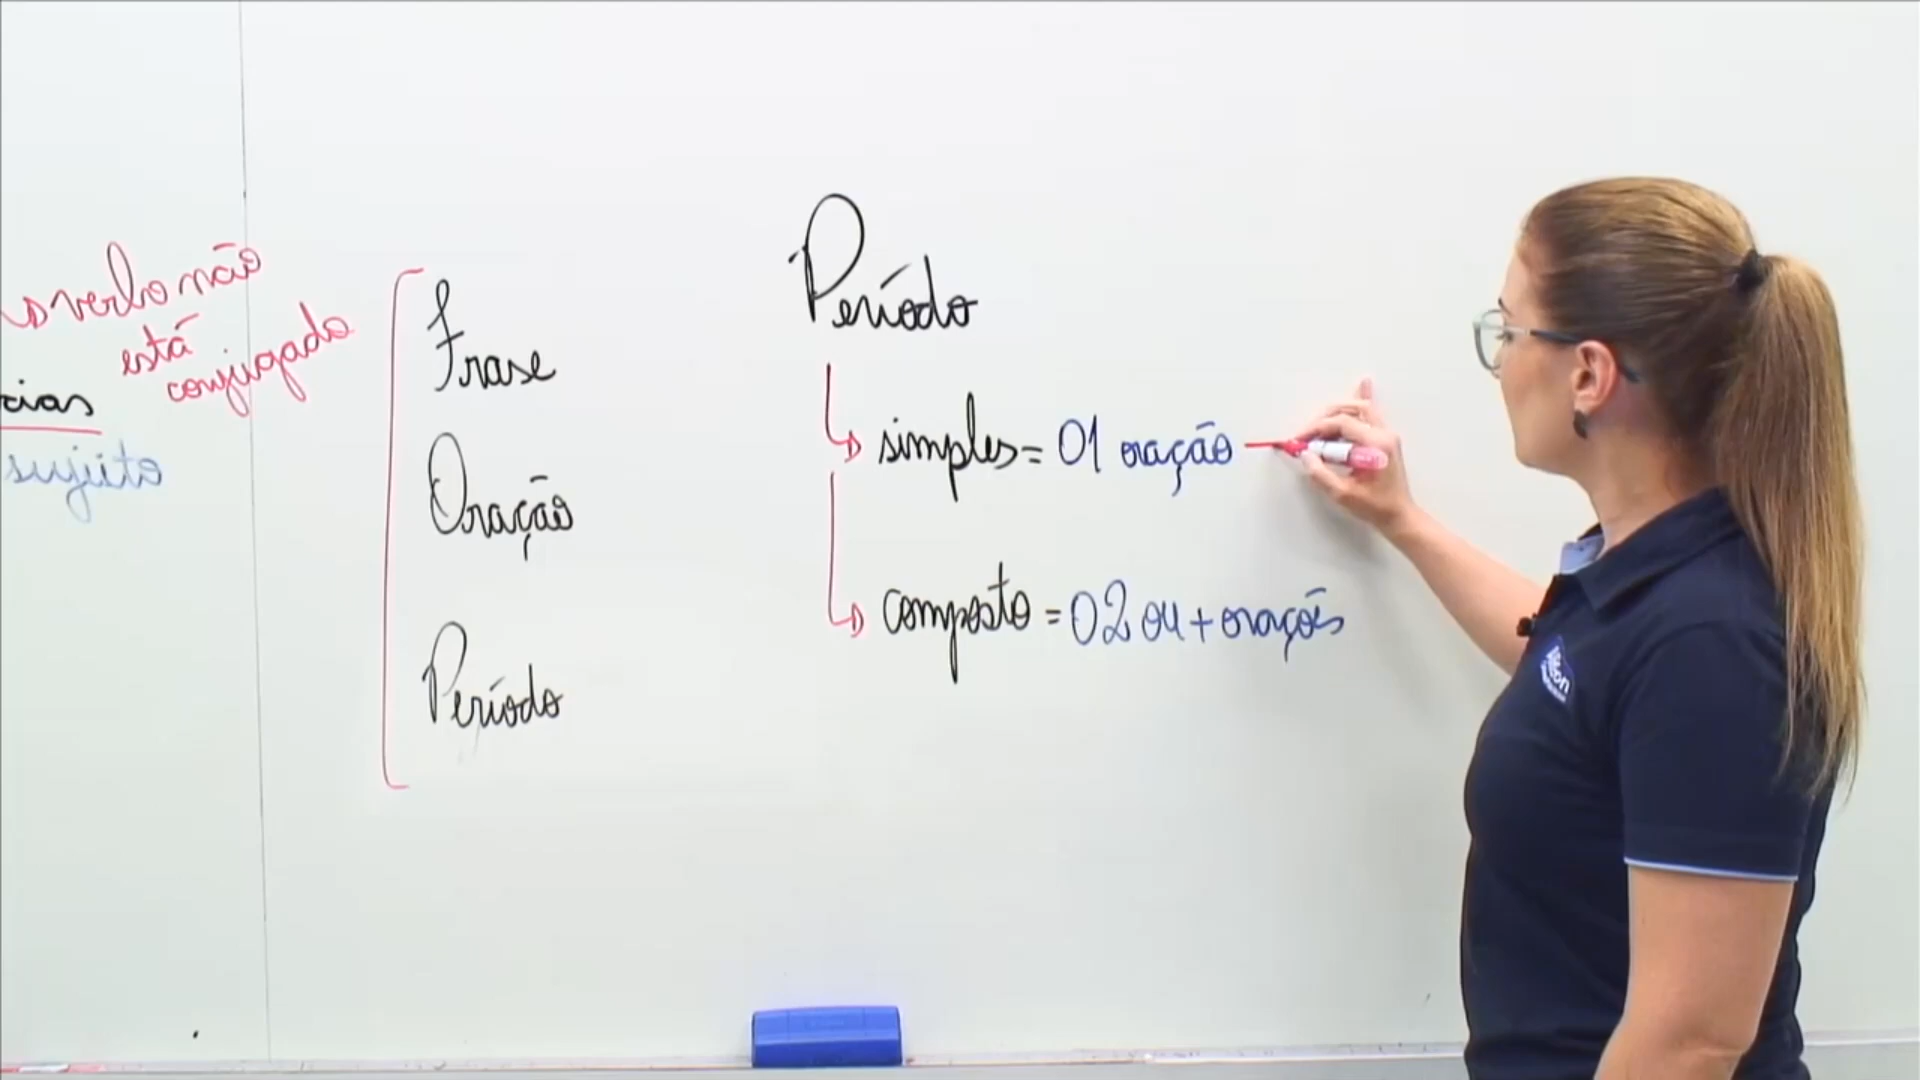 verbo não
está
conjugado
cias
sujeito
Frase
Oração
Período
Período
simples = 01 oração
composto = 02 ou + orações